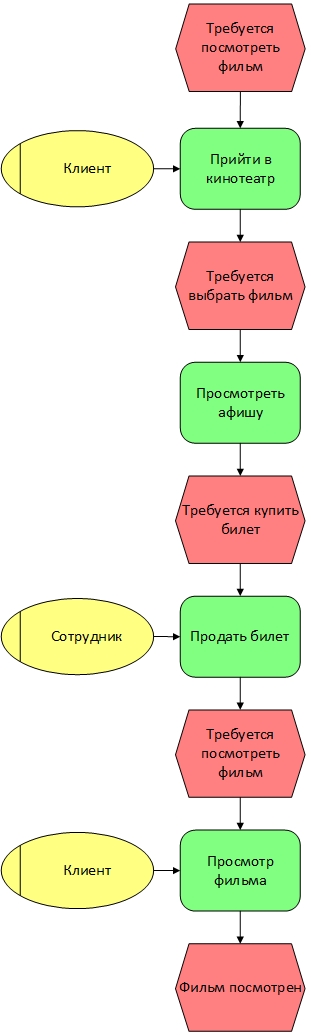 Требуется
посмотреть
фильм
Клиент
Прийти в
кинотеатр
Требуется
выбрать фильм
Просмотреть
афишу
Требуется купить
билет
Сотрудник
Продать билет
Требуется
посмотреть
фильм
Клиент
Просмотр
фильма
Фильм посмотрен